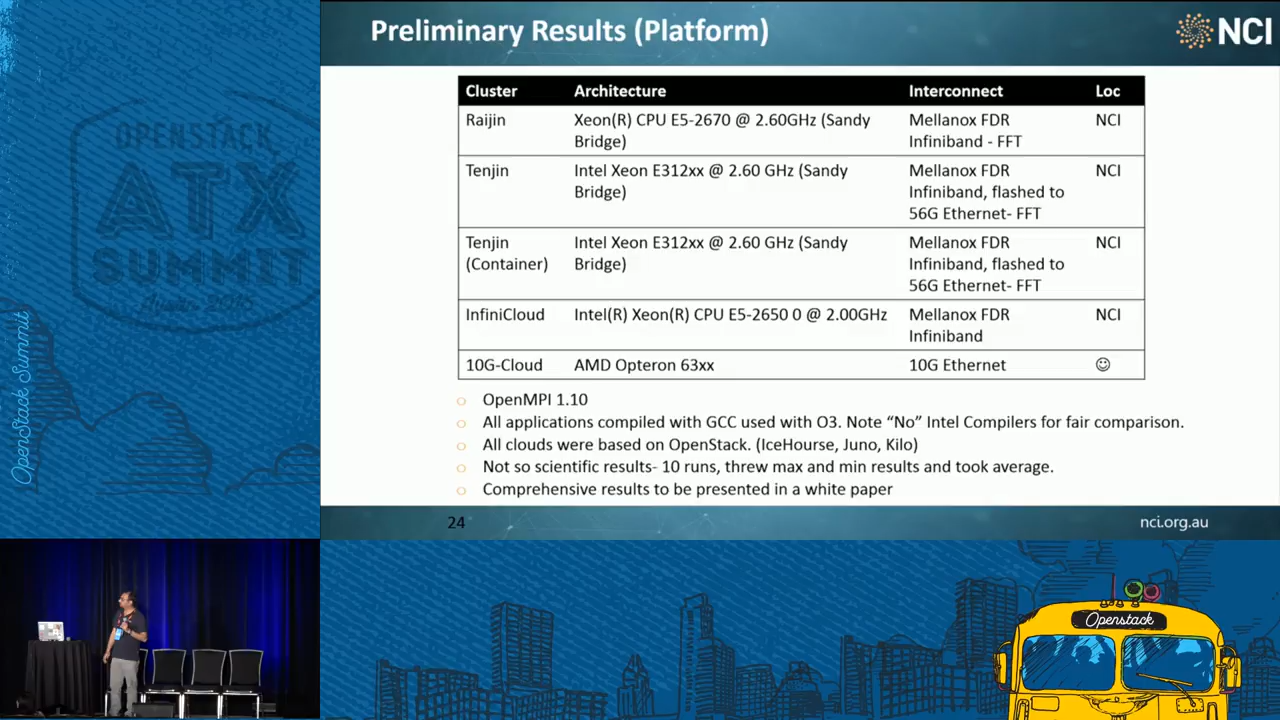 Preliminary Results (Platform)
NCI
Cluster Architecture Interconnect Loc
Raijin Xeon(R) CPU E5-2670 @ 2.60GHz (Sandy Bridge) Mellanox FDR Infiniband - FFT NCI
Tenjin Intel Xeon E312xx @ 2.60 GHz (Sandy Bridge) Mellanox FDR Infiniband, flashed to 56G Ethernet- FFT NCI
Tenjin (Container) Intel Xeon E312xx @ 2.60 GHz (Sandy Bridge) Mellanox FDR Infiniband, flashed to 56G Ethernet- FFT NCI
InfiniCloud Intel(R) Xeon(R) CPU E5-2650 0 @ 2.00GHz Mellanox FDR Infiniband NCI
10G-Cloud AMD Opteron 63xx 10G Ethernet ☺
OpenMPI 1.10
All applications compiled with GCC used with O3. Note “No” Intel Compilers for fair comparison.
All clouds were based on OpenStack. (IceHourse, Juno, Kilo)
Not so scientific results- 10 runs, threw max and min results and took average.
Comprehensive results to be presented in a white paper
24
nci.org.au
OPENSTACK
ATX
SUMMIT
Austin 2016
OpenStack Summit
Openstack